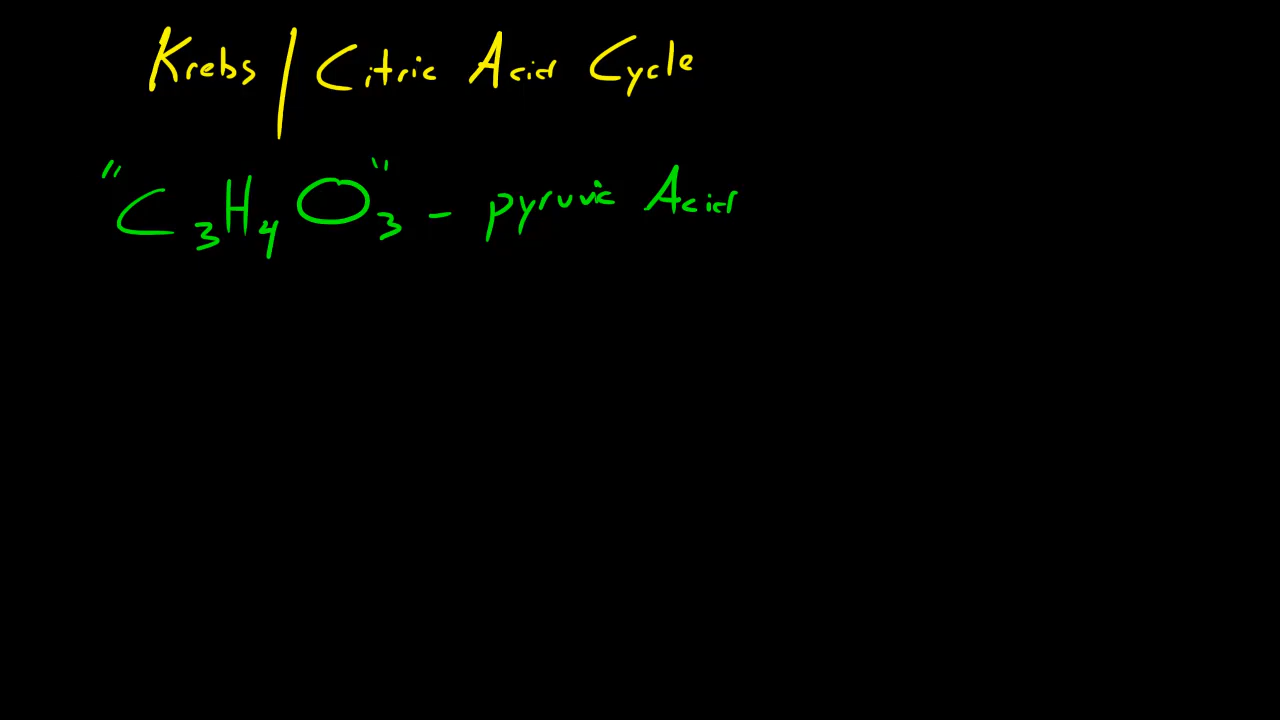 Krebs / Citric Acid Cycle
"C₃H₄O₃" - pyruvic Acid